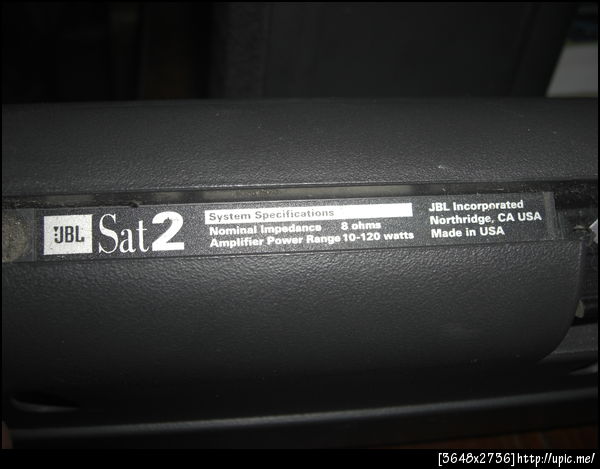 JBL Sat2
System Specifications
Nominal Impedance 8 ohms
Amplifier Power Range 10-120 watts
JBL Incorporated
Northridge, CA USA
Made in USA
[3648x2736]http://upic.me/